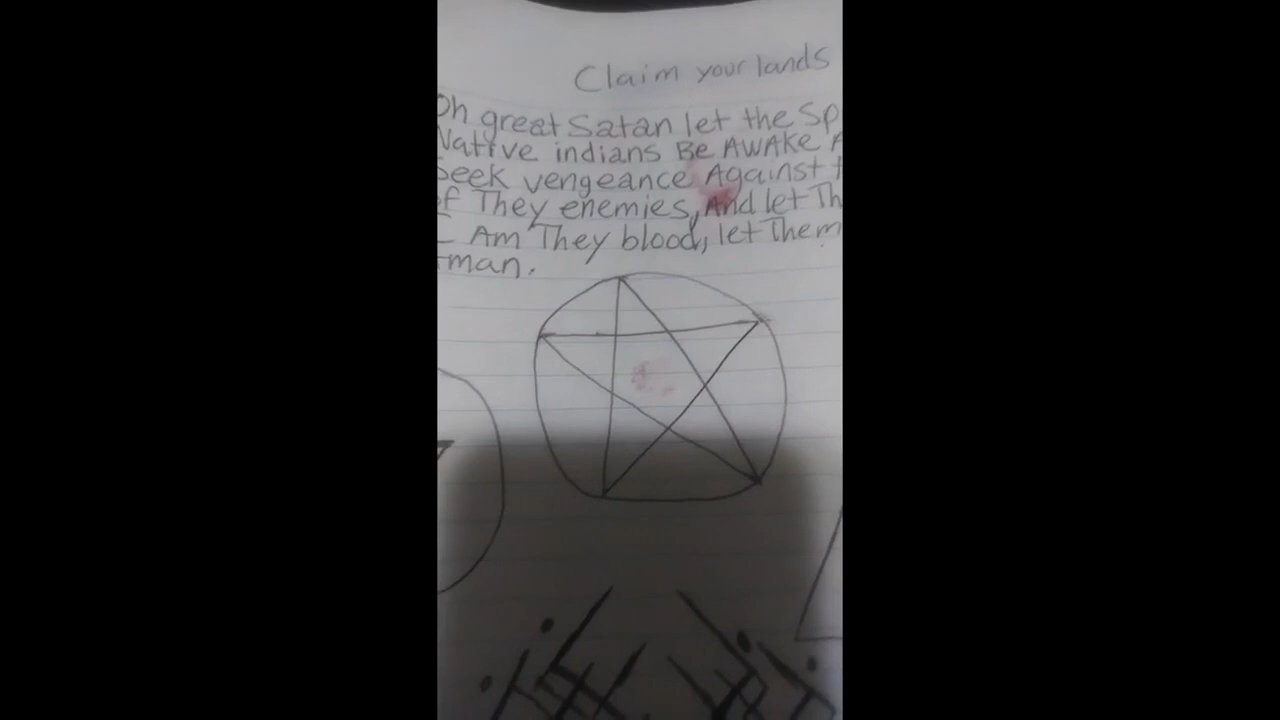 Claim your lands
Oh great Satan let the Sp
Native indians Be AWAKE A
Seek vengeance Against t
of They enemies, And let Th
I Am They blood, let Them
man.